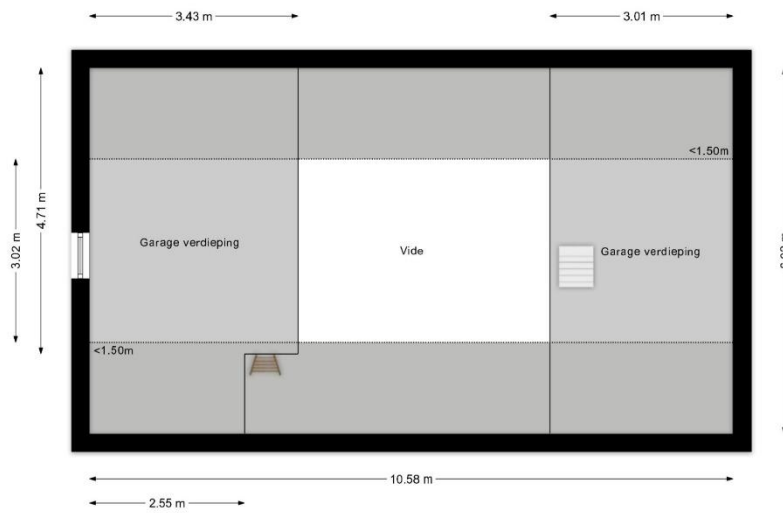 3.43 m
3.01 m
<1.50m
4.71 m
3.02 m
Garage verdieping
Vide
Garage verdieping
<1.50m
10.58 m
2.55 m